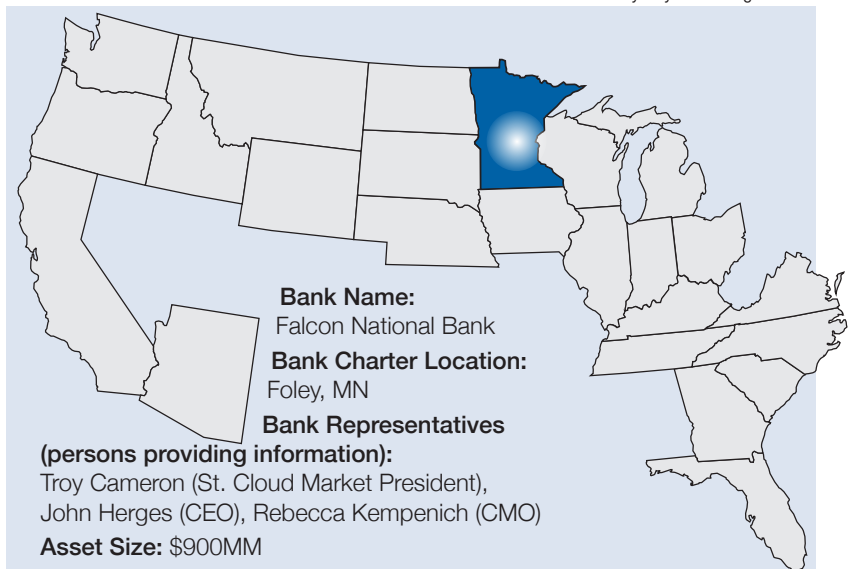 Bank Name:
Falcon National Bank
Bank Charter Location:
Foley, MN
Bank Representatives
(persons providing information):
Troy Cameron (St. Cloud Market President),
John Herges (CEO), Rebecca Kempenich (CMO)
Asset Size: $900MM